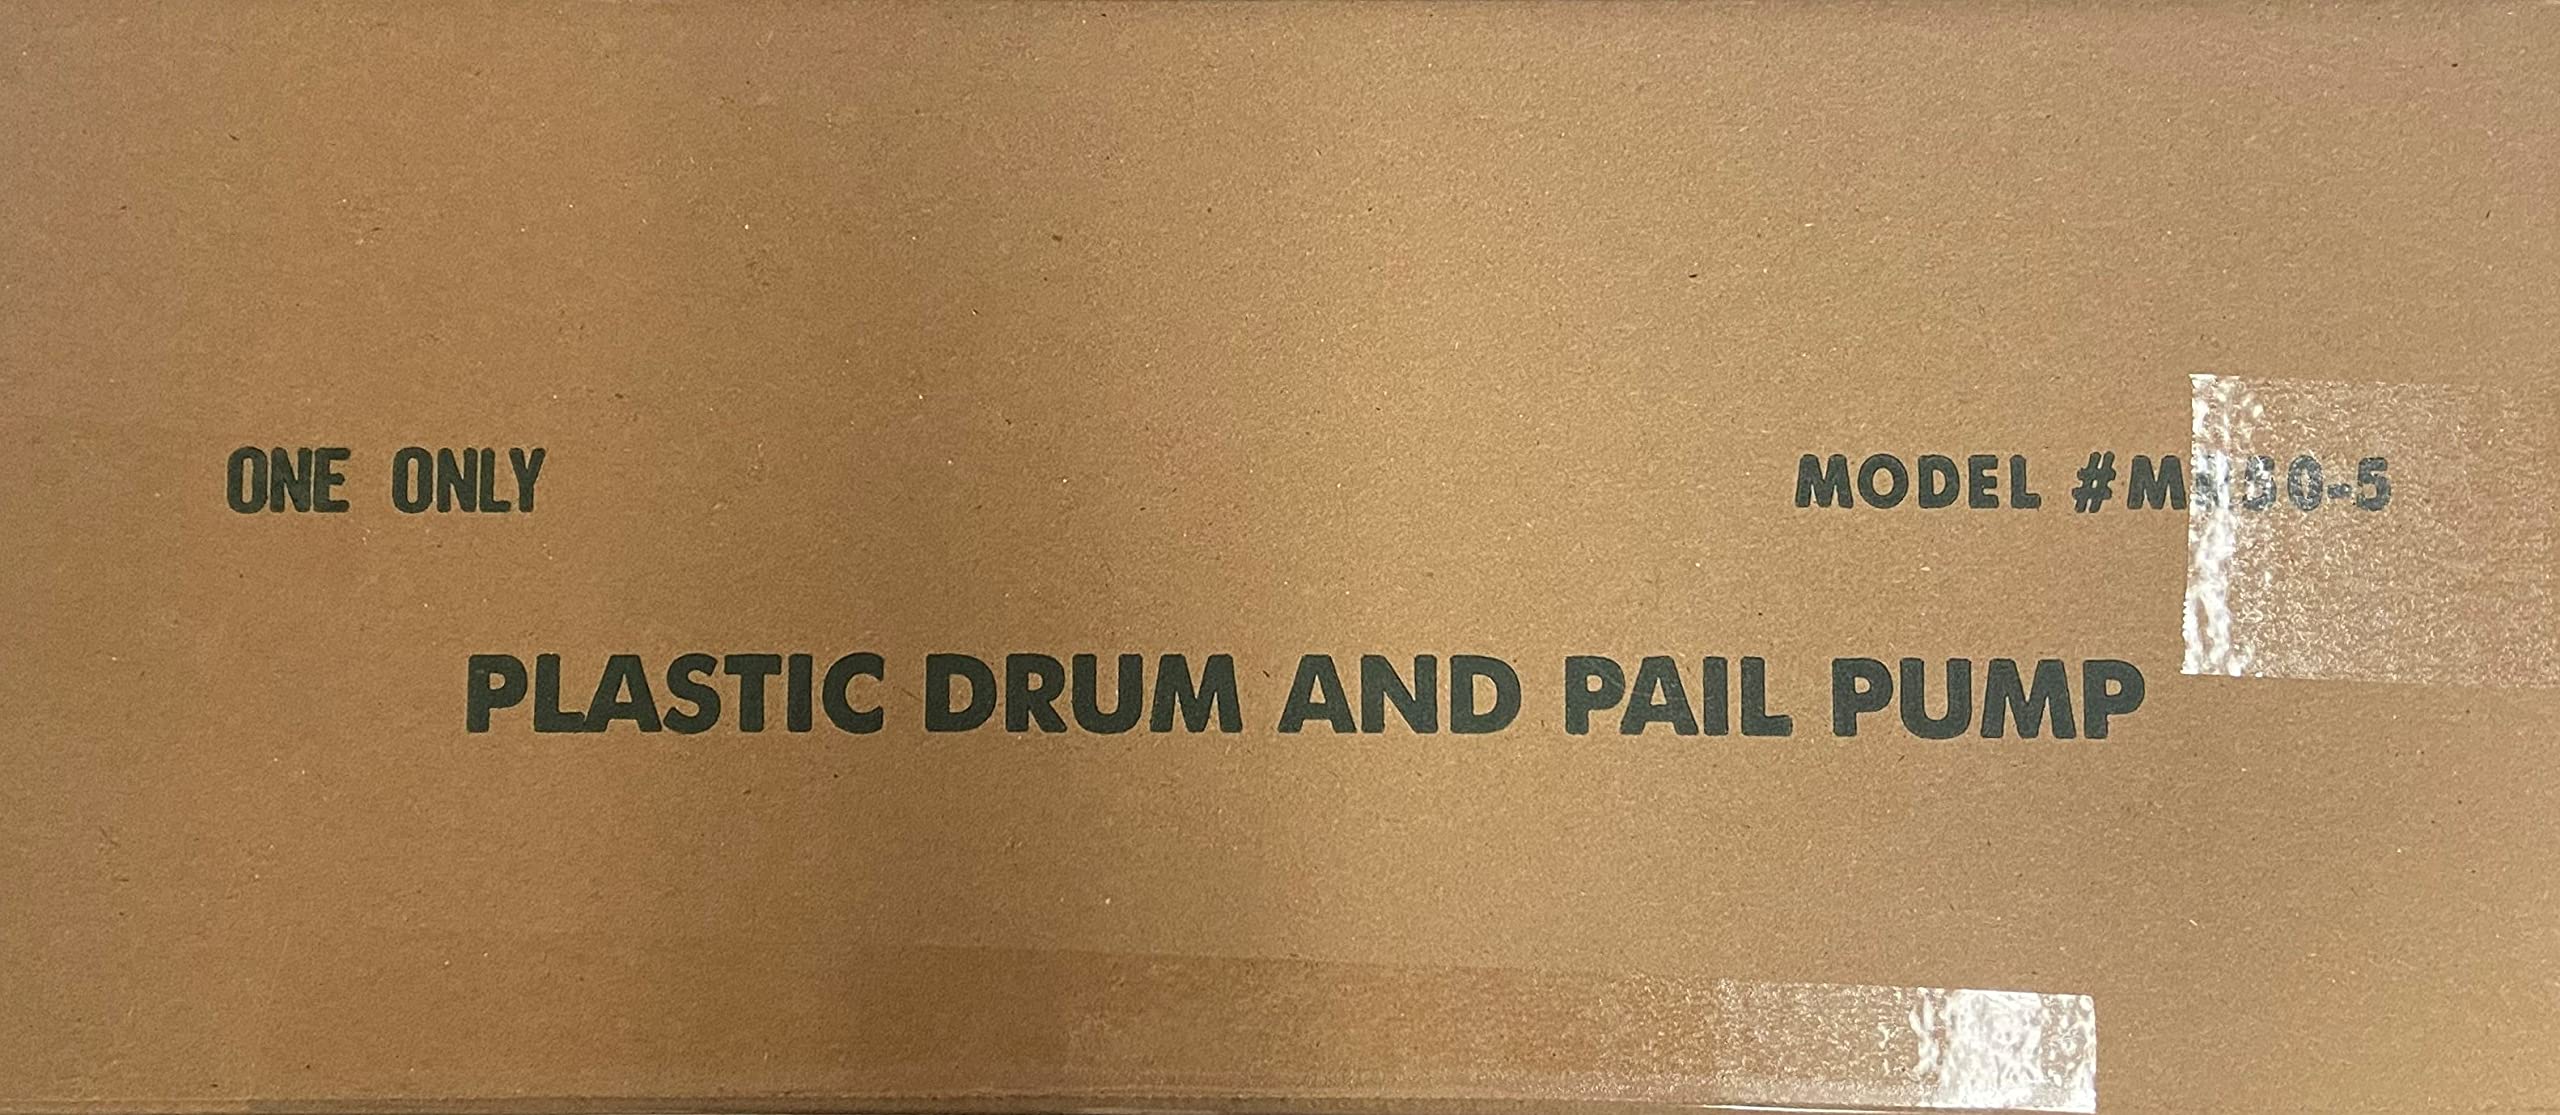 ONE ONLY
MODEL
PLASTIC DRUM AND PAIL PUMP